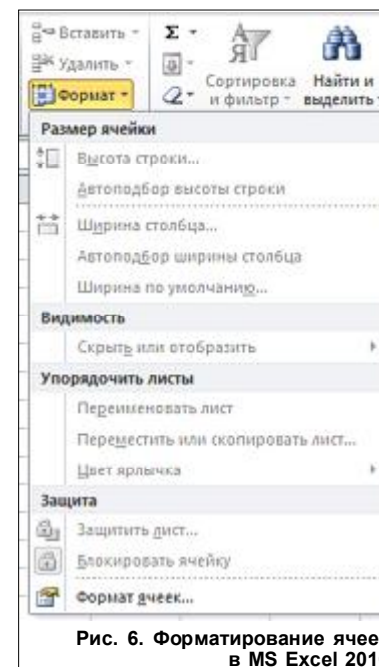 Вставить Σ
Удалить
Формат
Сортировка и фильтр
Найти и выделить
Размер ячейки
Высота строки...
Автоподбор высоты строки
Ширина столбца...
Автоподбор ширины столбца
Ширина по умолчанию...
Видимость
Скрыть или отобразить
Упорядочить листы
Переименовать лист
Переместить или скопировать лист...
Цвет ярлычка
Защита
Защитить лист...
Блокировать ячейку
Формат ячеек...
Рис. 6. Форматирование ячее
в MS Excel 201